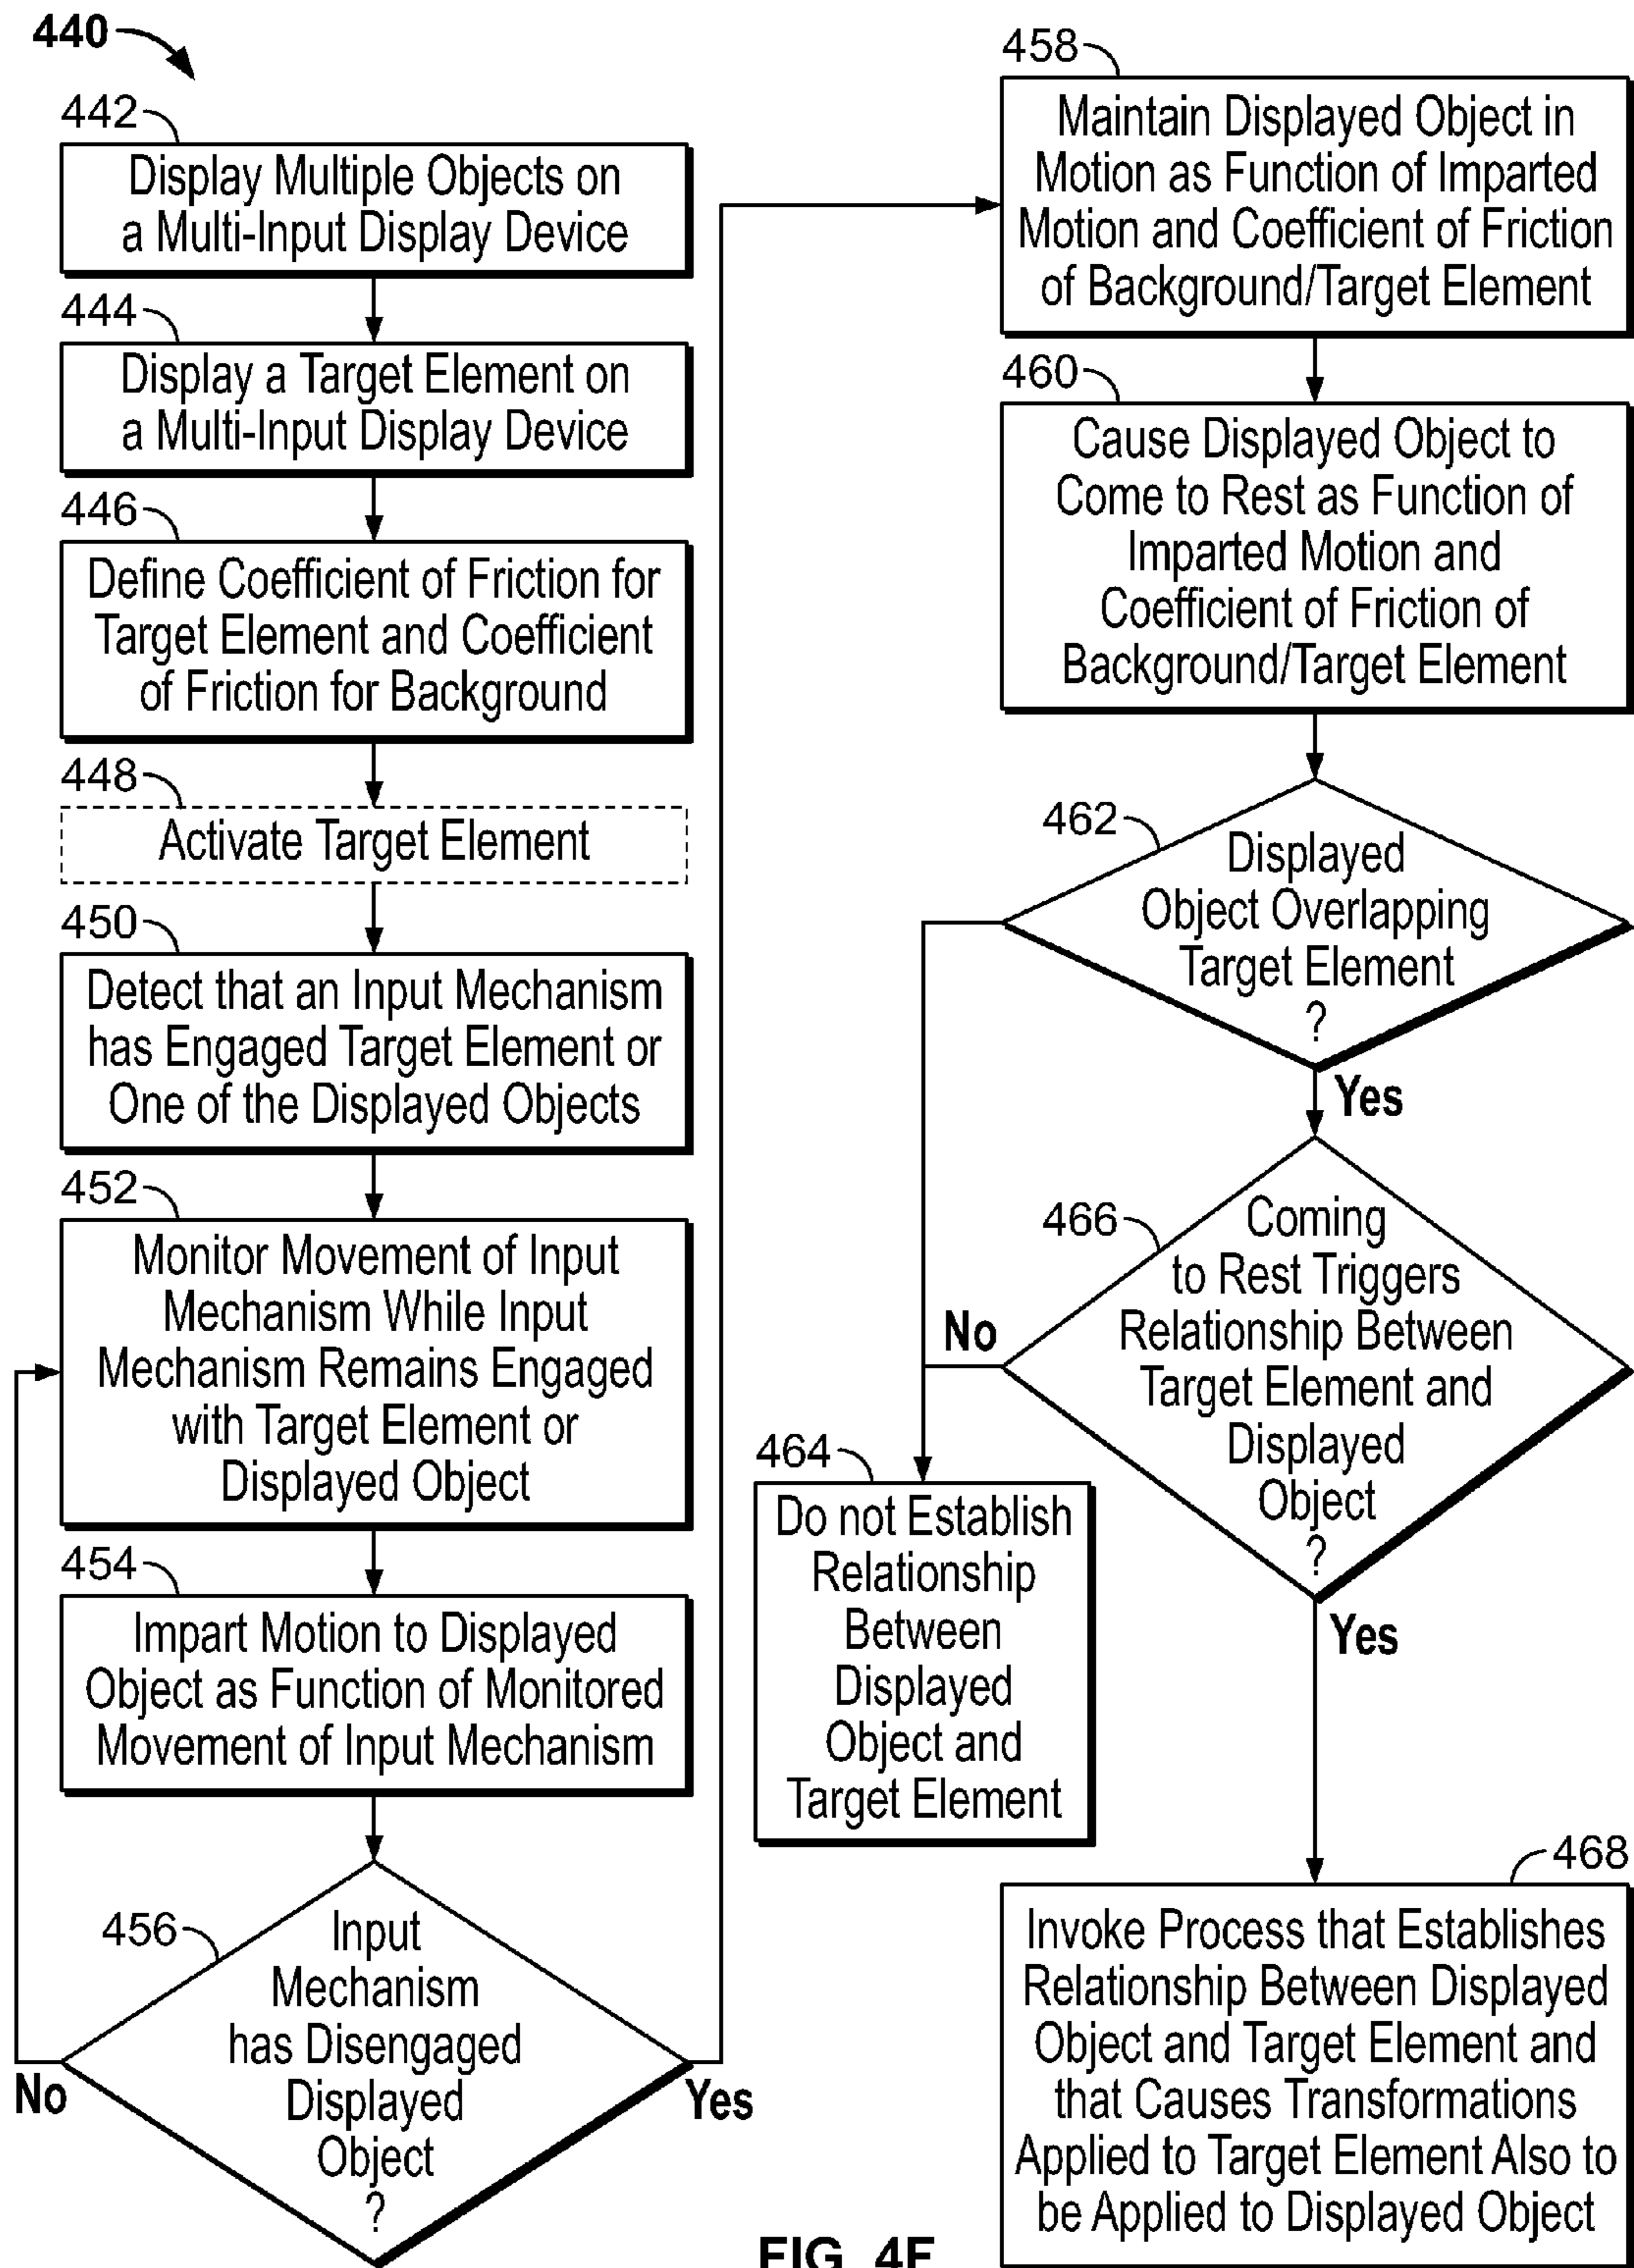 440
442
Display Multiple Objects on
a Multi-Input Display Device
444
Display a Target Element on
a Multi-Input Display Device
446
Define Coefficient of Friction for
Target Element and Coefficient
of Friction for Background
448
Activate Target Element
450
Detect that an Input Mechanism
has Engaged Target Element or
One of the Displayed Objects
452
Monitor Movement of Input
Mechanism While Input
Mechanism Remains Engaged
with Target Element or
Displayed Object
454
Impart Motion to Displayed
Object as Function of Monitored
Movement of Input Mechanism
456
Input
Mechanism
has Disengaged
Displayed
Object
?
No
Yes
458
Maintain Displayed Object in
Motion as Function of Imparted
Motion and Coefficient of Friction
of Background/Target Element
460
Cause Displayed Object to
Come to Rest as Function of
Imparted Motion and
Coefficient of Friction of
Background/Target Element
462
Displayed
Object Overlapping
Target Element
?
Yes
466
Coming
to Rest Triggers
Relationship Between
Target Element and
Displayed
Object
?
No
Yes
464
Do not Establish
Relationship
Between
Displayed
Object and
Target Element
468
Invoke Process that Establishes
Relationship Between Displayed
Object and Target Element and
that Causes Transformations
Applied to Target Element Also to
be Applied to Displayed Object